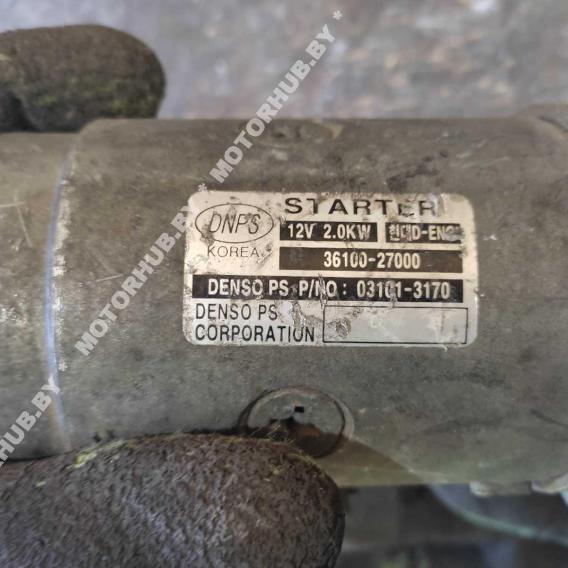 DNPS
KOREA
STARTER
12V 2.0KW
D-ENG
36100-27000
DENSO PS P/NO : 03101-3170
DENSO PS
CORPORATION
* MOTORHUB.BY * MOTORHUB.BY * MOTORHUB.BY *